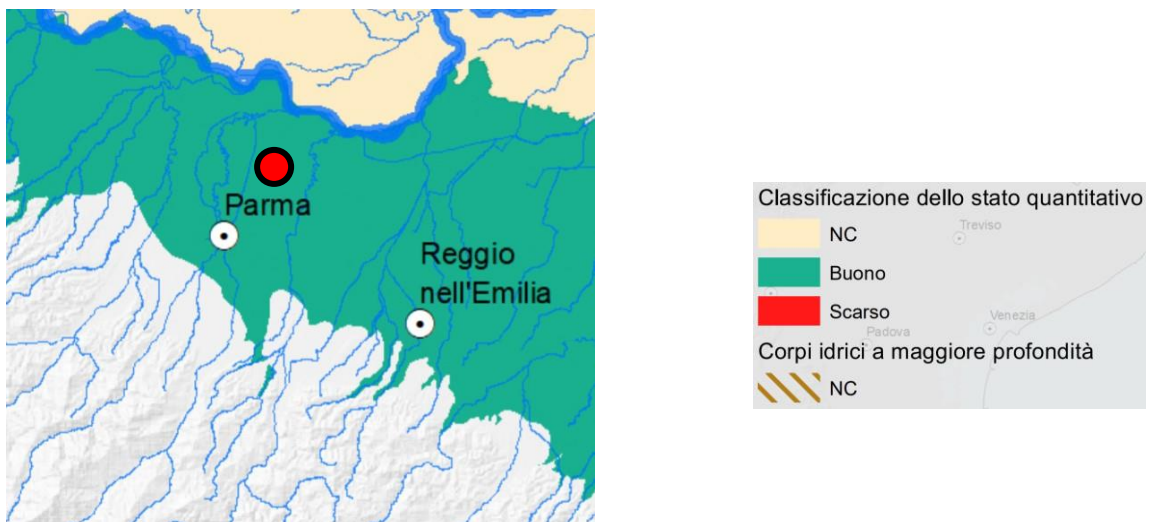 Parma
Reggio
nell'Emilia
Classificazione dello stato quantitativo
NC
Treviso
Buono
Scarso
Venezia
Padova
Corpi idrici a maggiore profondità
NC